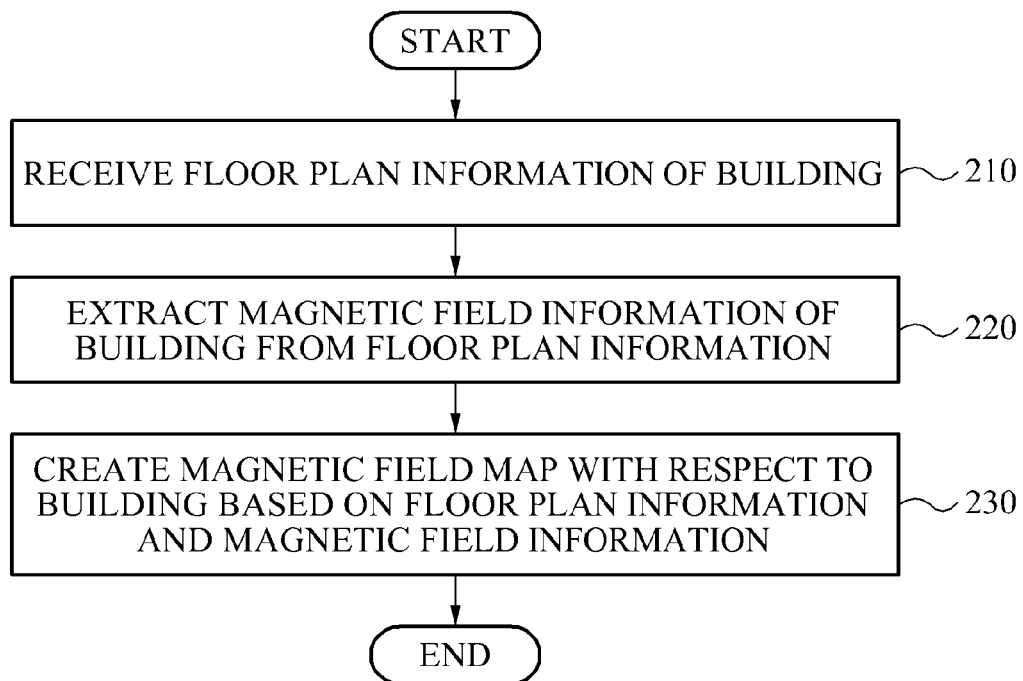 START
RECEIVE FLOOR PLAN INFORMATION OF BUILDING
210
EXTRACT MAGNETIC FIELD INFORMATION OF
BUILDING FROM FLOOR PLAN INFORMATION
220
CREATE MAGNETIC FIELD MAP WITH RESPECT TO
BUILDING BASED ON FLOOR PLAN INFORMATION
AND MAGNETIC FIELD INFORMATION
230
END